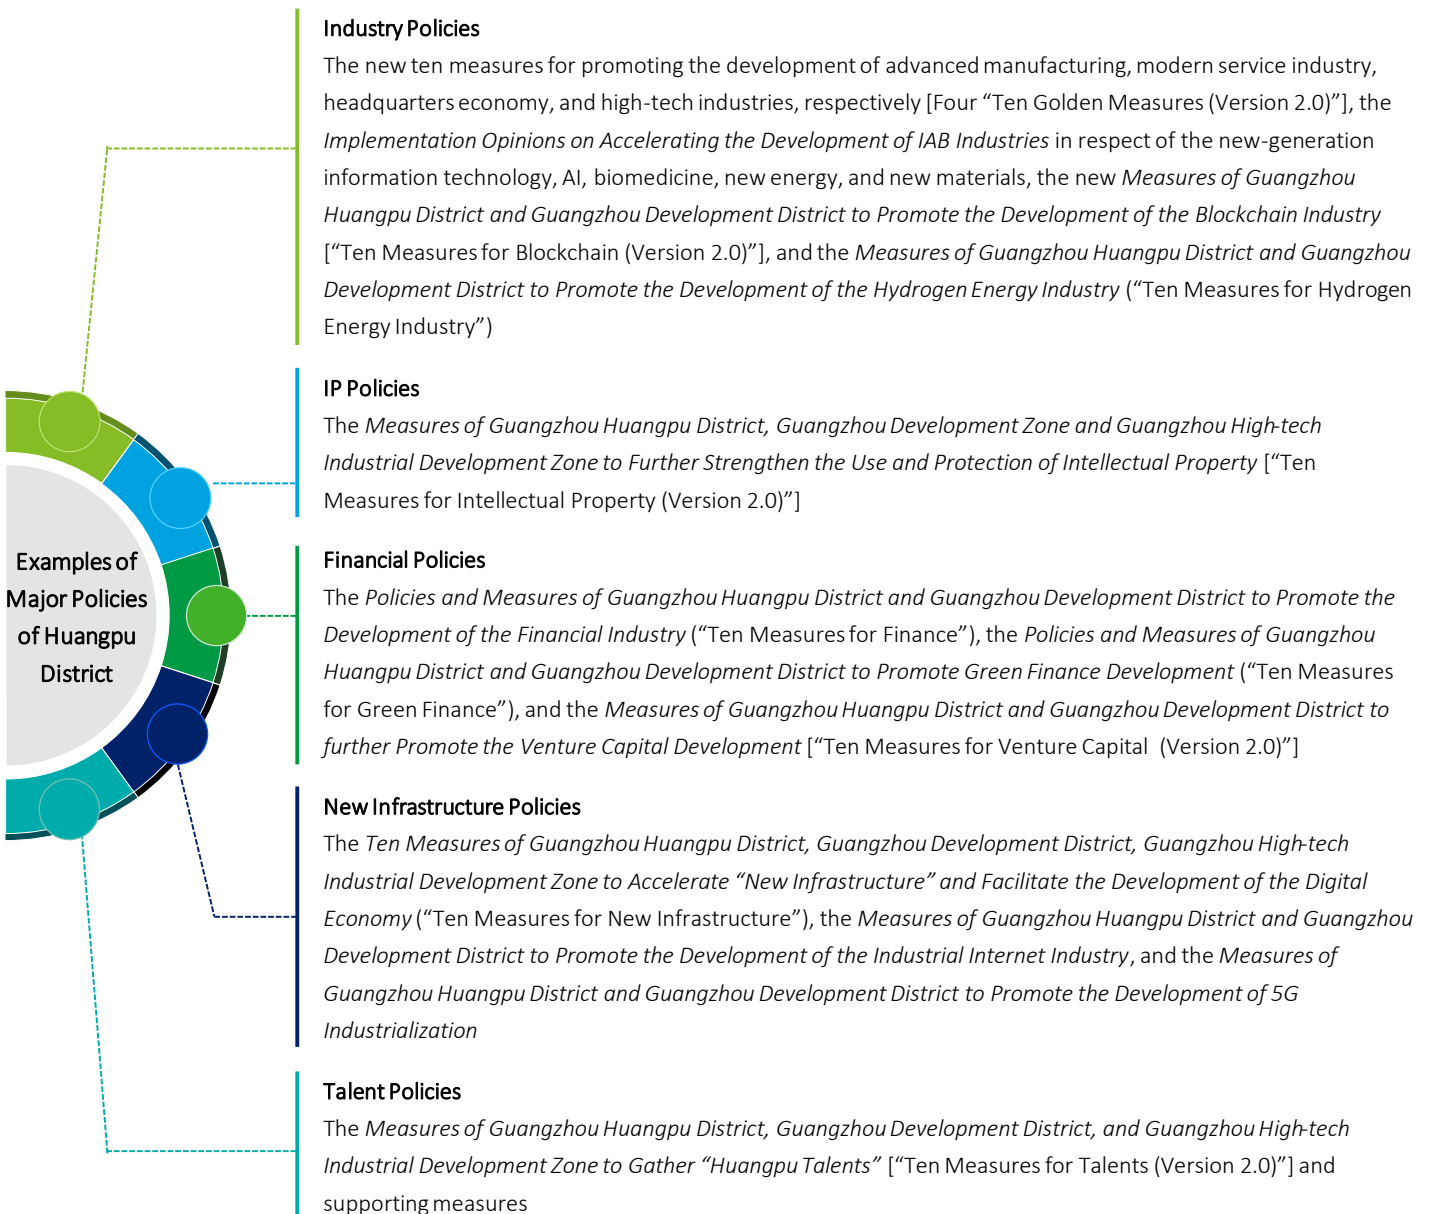 Industry Policies
The new ten measures for promoting the development of advanced manufacturing, modern service industry,
headquarters economy, and high-tech industries, respectively [Four “Ten Golden Measures (Version 2.0)”], the
Implementation Opinions on Accelerating the Development of IAB Industries in respect of the new-generation
information technology, AI, biomedicine, new energy, and new materials, the new Measures of Guangzhou
Huangpu District and Guangzhou Development District to Promote the Development of the Blockchain Industry
[“Ten Measures for Blockchain (Version 2.0)”], and the Measures of Guangzhou Huangpu District and Guangzhou
Development District to Promote the Development of the Hydrogen Energy Industry (“Ten Measures for Hydrogen
Energy Industry”)
IP Policies
The Measures of Guangzhou Huangpu District, Guangzhou Development Zone and Guangzhou High-tech
Industrial Development Zone to Further Strengthen the Use and Protection of Intellectual Property [“Ten
Measures for Intellectual Property (Version 2.0)”]
Examples of
Major Policies
of Huangpu
District
Financial Policies
The Policies and Measures of Guangzhou Huangpu District and Guangzhou Development District to Promote the
Development of the Financial Industry (“Ten Measures for Finance”), the Policies and Measures of Guangzhou
Huangpu District and Guangzhou Development District to Promote Green Finance Development (“Ten Measures
for Green Finance”), and the Measures of Guangzhou Huangpu District and Guangzhou Development District to
further Promote the Venture Capital Development [“Ten Measures for Venture Capital (Version 2.0)”]
New Infrastructure Policies
The Ten Measures of Guangzhou Huangpu District, Guangzhou Development District, Guangzhou High-tech
Industrial Development Zone to Accelerate “New Infrastructure” and Facilitate the Development of the Digital
Economy (“Ten Measures for New Infrastructure”), the Measures of Guangzhou Huangpu District and Guangzhou
Development District to Promote the Development of the Industrial Internet Industry, and the Measures of
Guangzhou Huangpu District and Guangzhou Development District to Promote the Development of 5G
Industrialization
Talent Policies
The Measures of Guangzhou Huangpu District, Guangzhou Development District, and Guangzhou High-tech
Industrial Development Zone to Gather “Huangpu Talents” [“Ten Measures for Talents (Version 2.0)”] and
supporting measures